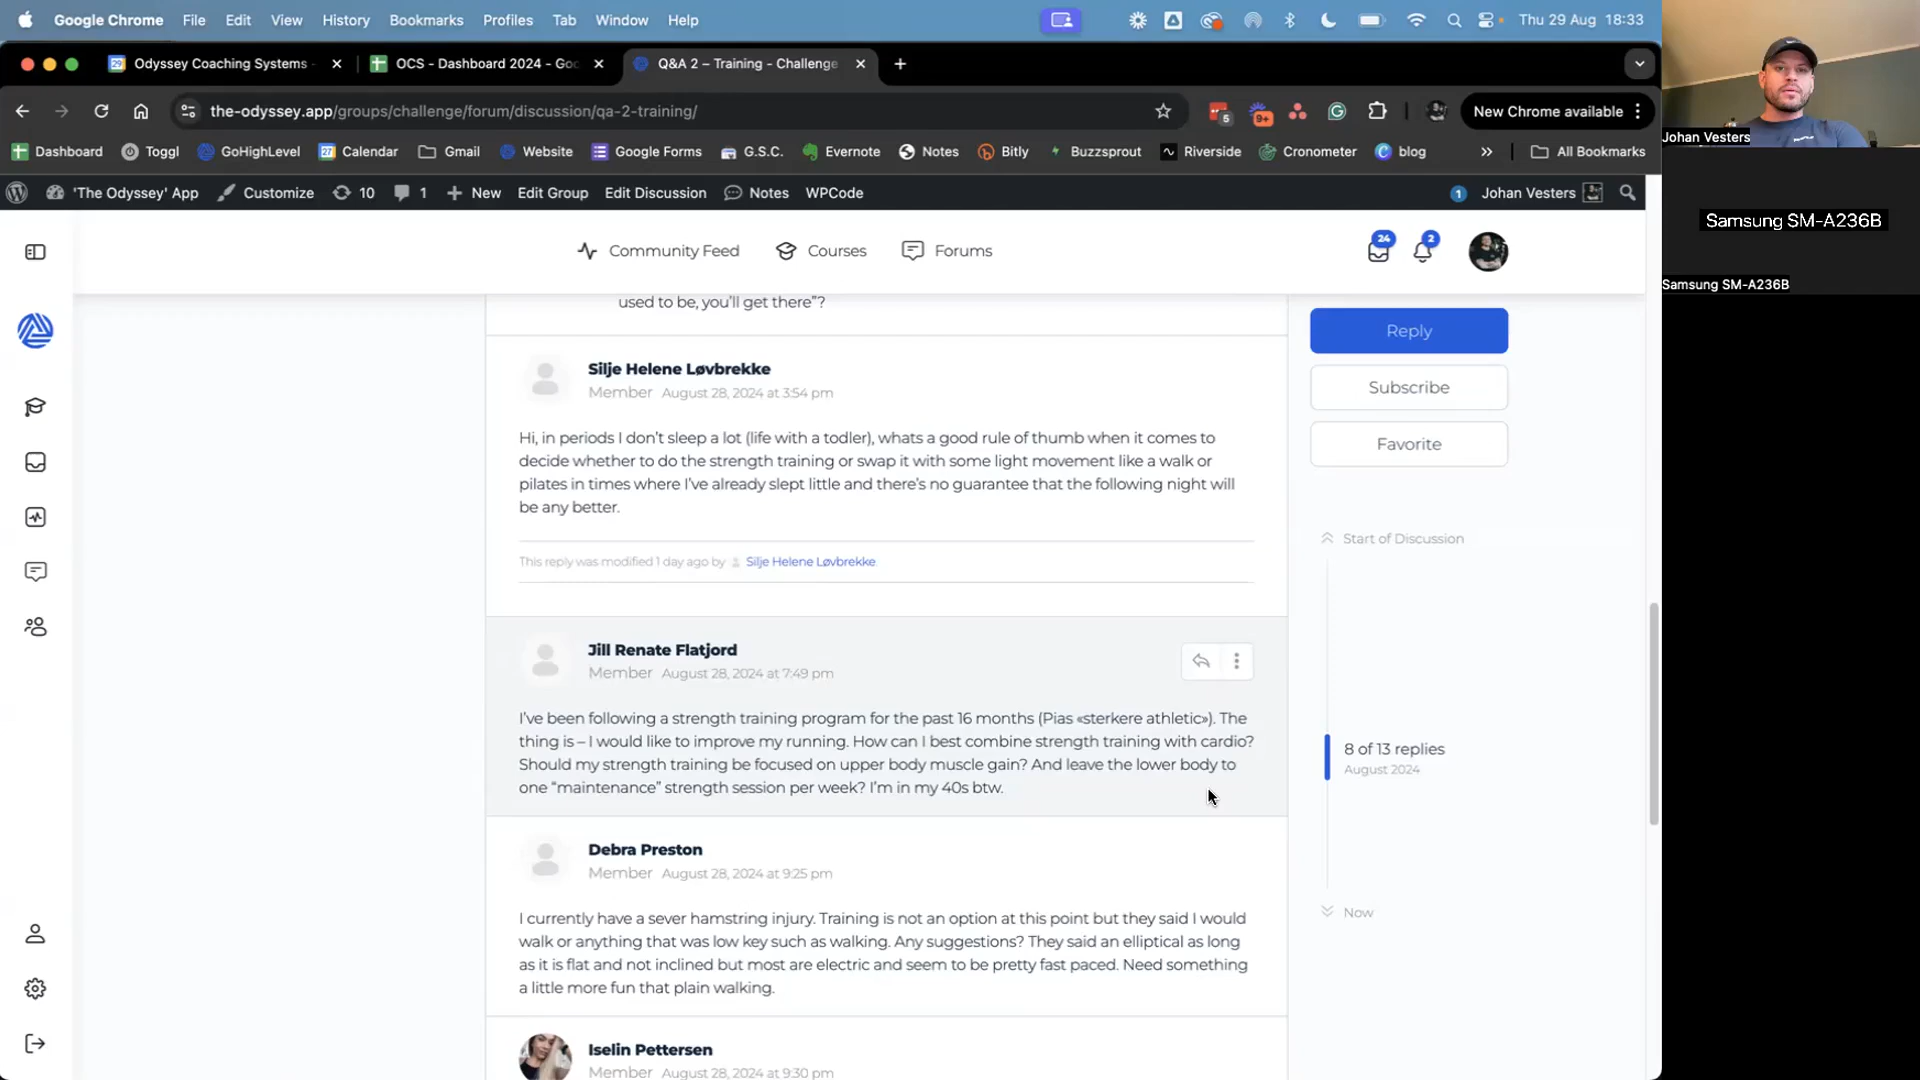 Google Chrome File Edit View History Bookmarks Profiles Tab Window Help
Thu 29 Aug 18:33
29 Odyssey Coaching Systems -
OCS - Dashboard 2024 - Goo
Q&A 2 – Training - Challenge
the-odyssey.app/groups/challenge/forum/discussion/qa-2-training/
5
9+
New Chrome available
Dashboard Toggl GoHighLevel 27 Calendar Gmail Website Google Forms G.S.C. Evernote Notes Bitly Buzzsprout Riverside Cronometer blog » All Bookmarks
'The Odyssey' App Customize 10 1 New Edit Group Edit Discussion Notes WPCode
1 Johan Vesters
Community Feed Courses Forums
24 2
used to be, you'll get there"?
Silje Helene Løvbrekke
Member August 28, 2024 at 3:54 pm
Hi, in periods I don't sleep a lot (life with a todler), whats a good rule of thumb when it comes to
decide whether to do the strength training or swap it with some light movement like a walk or
pilates in times where I've already slept little and there's no guarantee that the following night will
be any better.
This reply was modified 1 day ago by Silje Helene Løvbrekke
Jill Renate Flatjord
Member August 28, 2024 at 7:49 pm
I've been following a strength training program for the past 16 months (Pias «sterkere athletic»). The
thing is – I would like to improve my running. How can I best combine strength training with cardio?
Should my strength training be focused on upper body muscle gain? And leave the lower body to
one "maintenance" strength session per week? I'm in my 40s btw.
Debra Preston
Member August 28, 2024 at 9:25 pm
I currently have a sever hamstring injury. Training is not an option at this point but they said I would
walk or anything that was low key such as walking. Any suggestions? They said an elliptical as long
as it is flat and not inclined but most are electric and seem to be pretty fast paced. Need something
a little more fun that plain walking.
Iselin Pettersen
Member August 28, 2024 at 9:30 pm
Reply
Subscribe
Favorite
Start of Discussion
8 of 13 replies
August 2024
Now
Johan Vesters
Samsung SM-A236B
Samsung SM-A236B